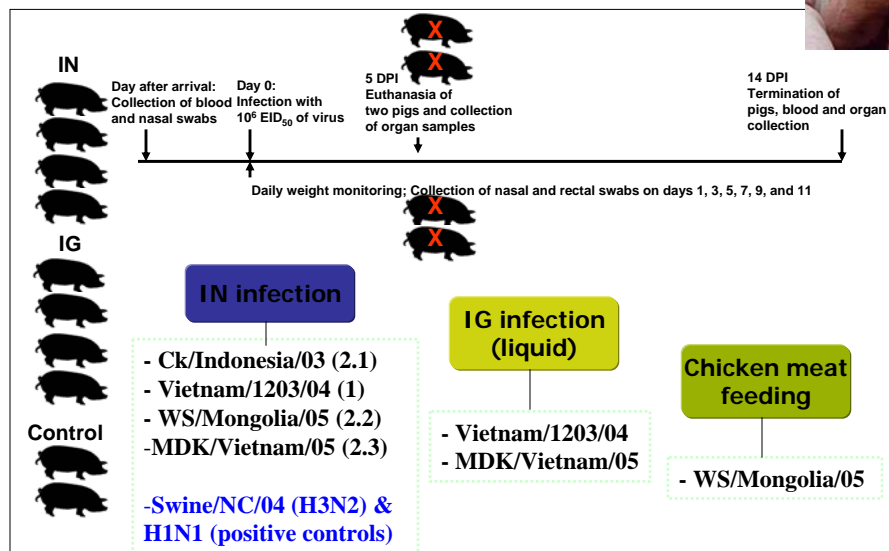 IN
Day after arrival:
Collection of blood
and nasal swabs
Day 0:
Infection with
10⁶ EID₅₀ of virus
X
X
5 DPI
Euthanasia of
two pigs and collection
of organ samples
14 DPI
Termination of
pigs, blood and organ
collection
Daily weight monitoring; Collection of nasal and rectal swabs on days 1, 3, 5, 7, 9, and 11
X
X
IG
Control
IN infection
- Ck/Indonesia/03 (2.1)
- Vietnam/1203/04 (1)
- WS/Mongolia/05 (2.2)
-MDK/Vietnam/05 (2.3)
-Swine/NC/04 (H3N2) &
H1N1 (positive controls)
IG infection
(liquid)
- Vietnam/1203/04
- MDK/Vietnam/05
Chicken meat
feeding
- WS/Mongolia/05